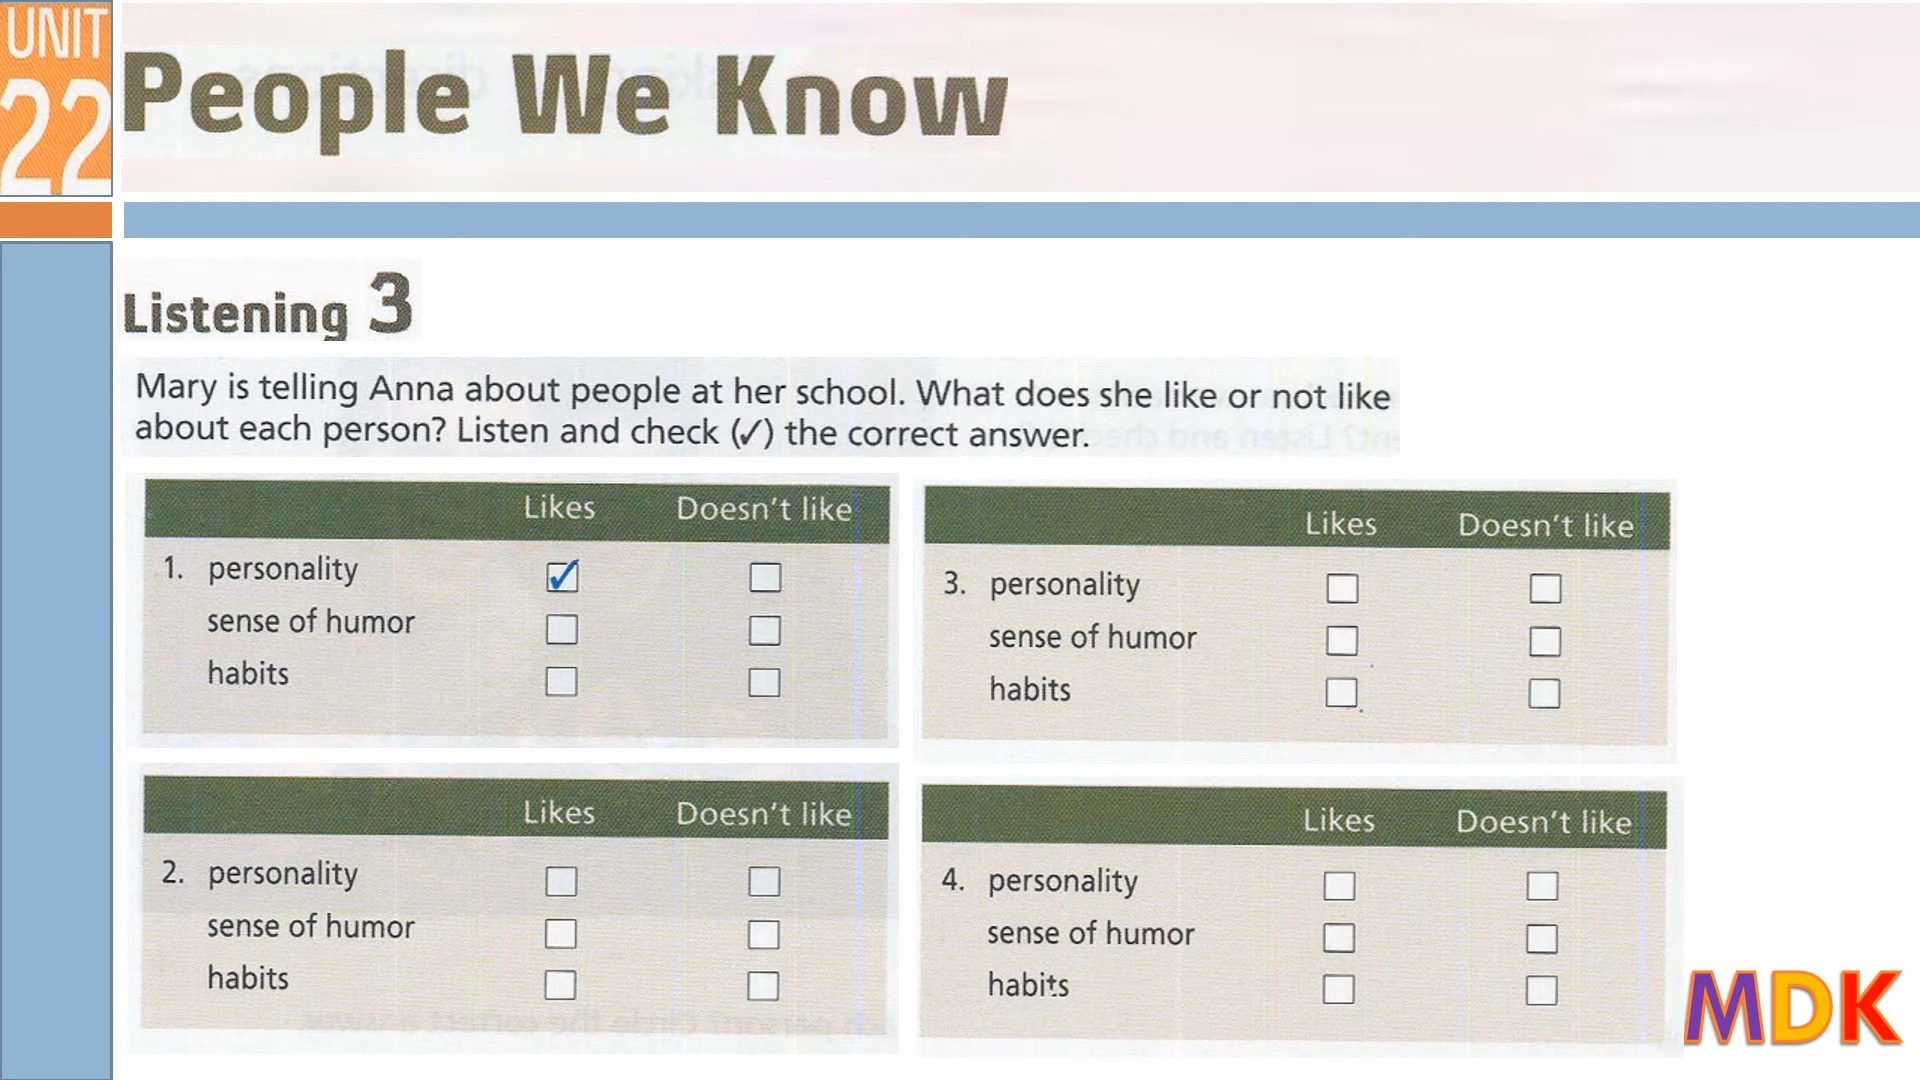 UNIT
22
People We Know
Listening 3
Mary is telling Anna about people at her school. What does she like or not like
about each person? Listen and check (✓) the correct answer.
Likes Doesn't like
1. personality ✓
sense of humor
habits
Likes Doesn't like
2. personality
sense of humor
habits
Likes Doesn't like
3. personality
sense of humor
habits
Likes Doesn't like
4. personality
sense of humor
habits
MDK